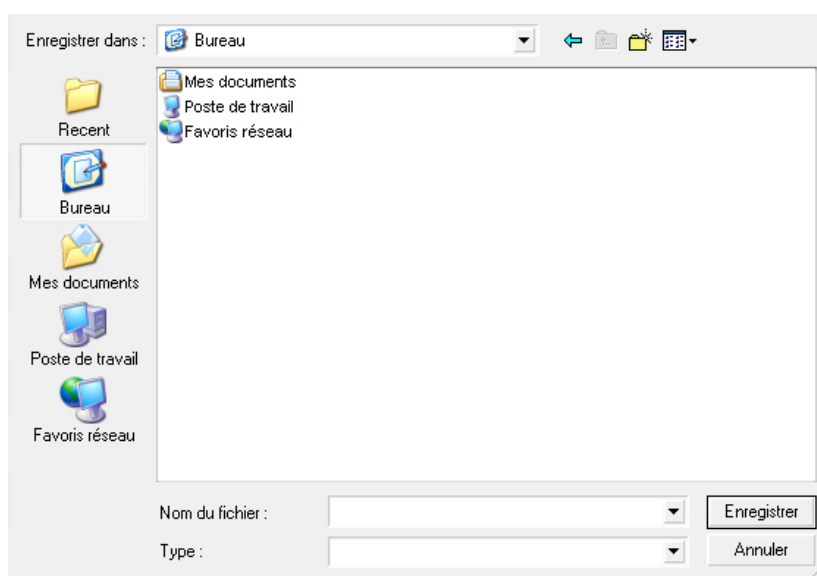 Enregistrer dans :
Bureau
Recent
Bureau
Mes documents
Poste de travail
Favoris réseau
Mes documents
Poste de travail
Favoris réseau
Nom du fichier :
Enregistrer
Type :
Annuler